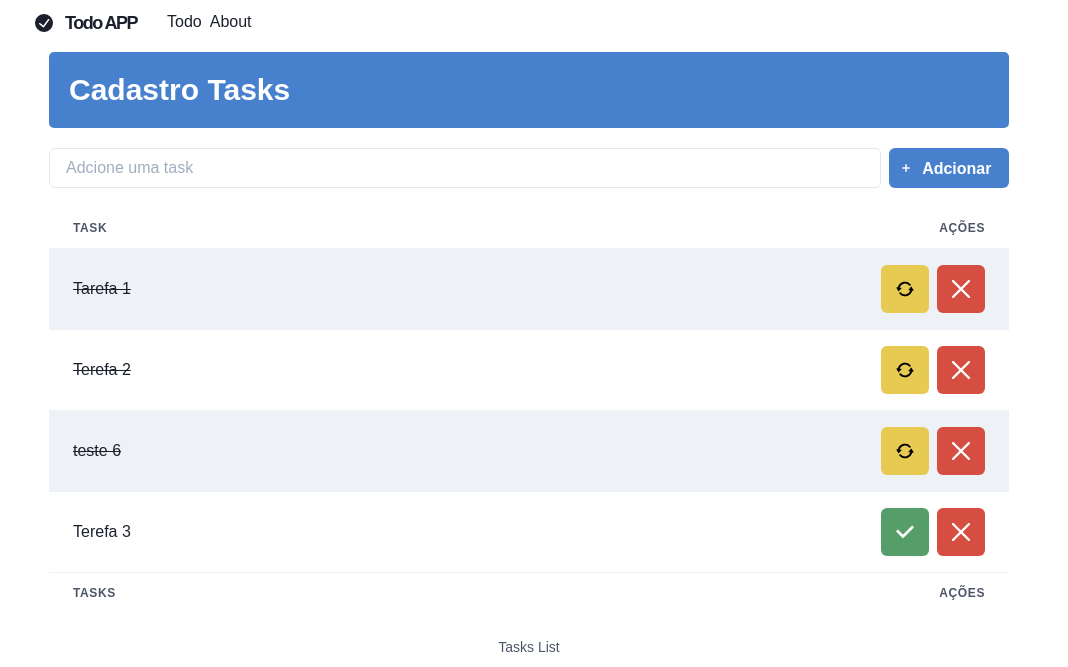 Todo APP Todo About
Cadastro Tasks
Adcione uma task
+ Adcionar
TASK AÇÕES
Tarefa 1
Terefa 2
teste 6
Terefa 3
TASKS AÇÕES
Tasks List